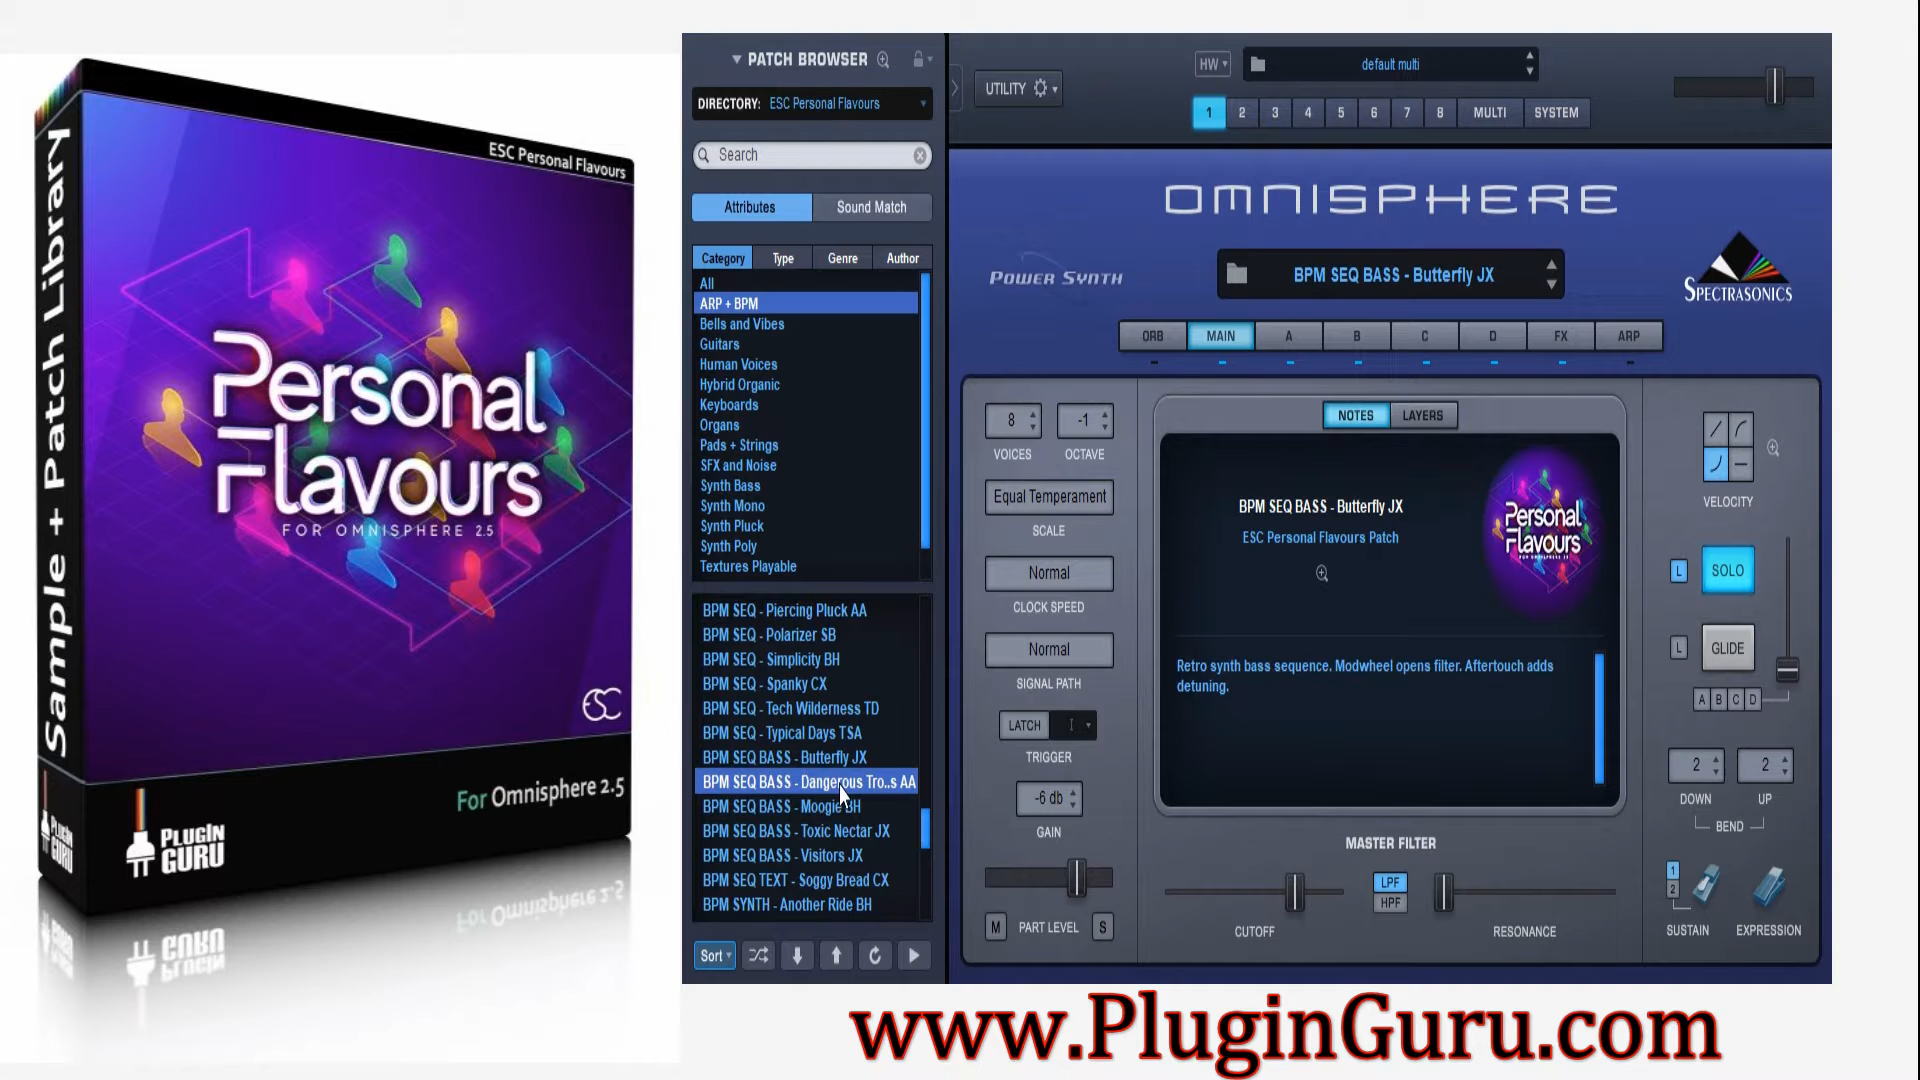 Sample + Patch Library
ESC Personal Flavours
Personal
Flavours
FOR OMNISPHERE 2.5
ESC
For Omnisphere 2.5
PLUGIN
GURU
PATCH BROWSER
DIRECTORY: ESC Personal Flavours
Search
Attributes Sound Match
Category Type Genre Author
All
ARP + BPM
Bells and Vibes
Guitars
Human Voices
Hybrid Organic
Keyboards
Organs
Pads + Strings
SFX and Noise
Synth Bass
Synth Mono
Synth Pluck
Synth Poly
Textures Playable
BPM SEQ - Piercing Pluck AA
BPM SEQ - Polarizer SB
BPM SEQ - Simplicity BH
BPM SEQ - Spanky CX
BPM SEQ - Tech Wilderness TD
BPM SEQ - Typical Days TSA
BPM SEQ BASS - Butterfly JX
BPM SEQ BASS - Dangerous Tro..s AA
BPM SEQ BASS - Moogie BH
BPM SEQ BASS - Toxic Nectar JX
BPM SEQ BASS - Visitors JX
BPM SEQ TEXT - Soggy Bread CX
BPM SYNTH - Another Ride BH
Sort
UTILITY
HW default multi
1 2 3 4 5 6 7 8 MULTI SYSTEM
OMNISPHERE
POWER SYNTH
BPM SEQ BASS - Butterfly JX
SPECTRASONICS
ORB MAIN A B C D FX ARP
8 -1
VOICES OCTAVE
Equal Temperament
SCALE
Normal
CLOCK SPEED
Normal
SIGNAL PATH
LATCH
TRIGGER
-6 db
GAIN
M PART LEVEL S
NOTES LAYERS
BPM SEQ BASS - Butterfly JX
ESC Personal Flavours Patch
Personal
Flavours
Retro synth bass sequence. Modwheel opens filter. Aftertouch adds
detuning.
MASTER FILTER
LPF
HPF
CUTOFF RESONANCE
VELOCITY
L SOLO
L GLIDE
A B C D
2 2
DOWN UP
BEND
1
2
SUSTAIN EXPRESSION
www.PluginGuru.com